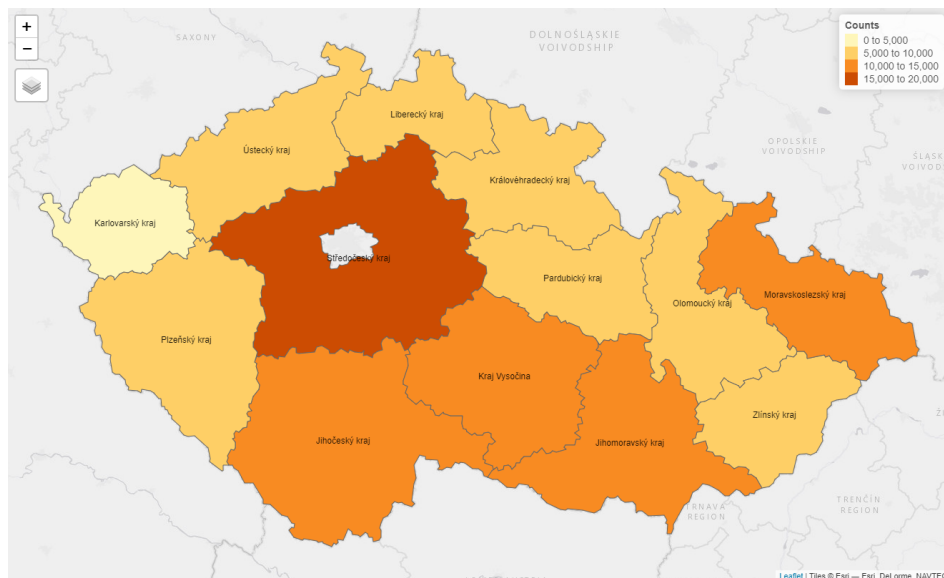 +
−
SAXONY
DOLNOŚLĄSKIE
VOIVODSHIP
Counts
0 to 5,000
5,000 to 10,000
10,000 to 15,000
15,000 to 20,000
Liberecký kraj
Ústecký kraj
OPOLSKIE
VOIVODSHIP
Královéhradecký kraj
Karlovarský kraj
Středočeský kraj
Pardubický kraj
Moravskoslezský kraj
Olomoucký kraj
Plzeňský kraj
Kraj Vysočina
Zlínský kraj
Jihočeský kraj
Jihomoravský kraj
TRENČÍN
REGION
TRNAVA
REGION
Leaflet | Tiles © Esri — Esri, DeLorme, NAVTEQ